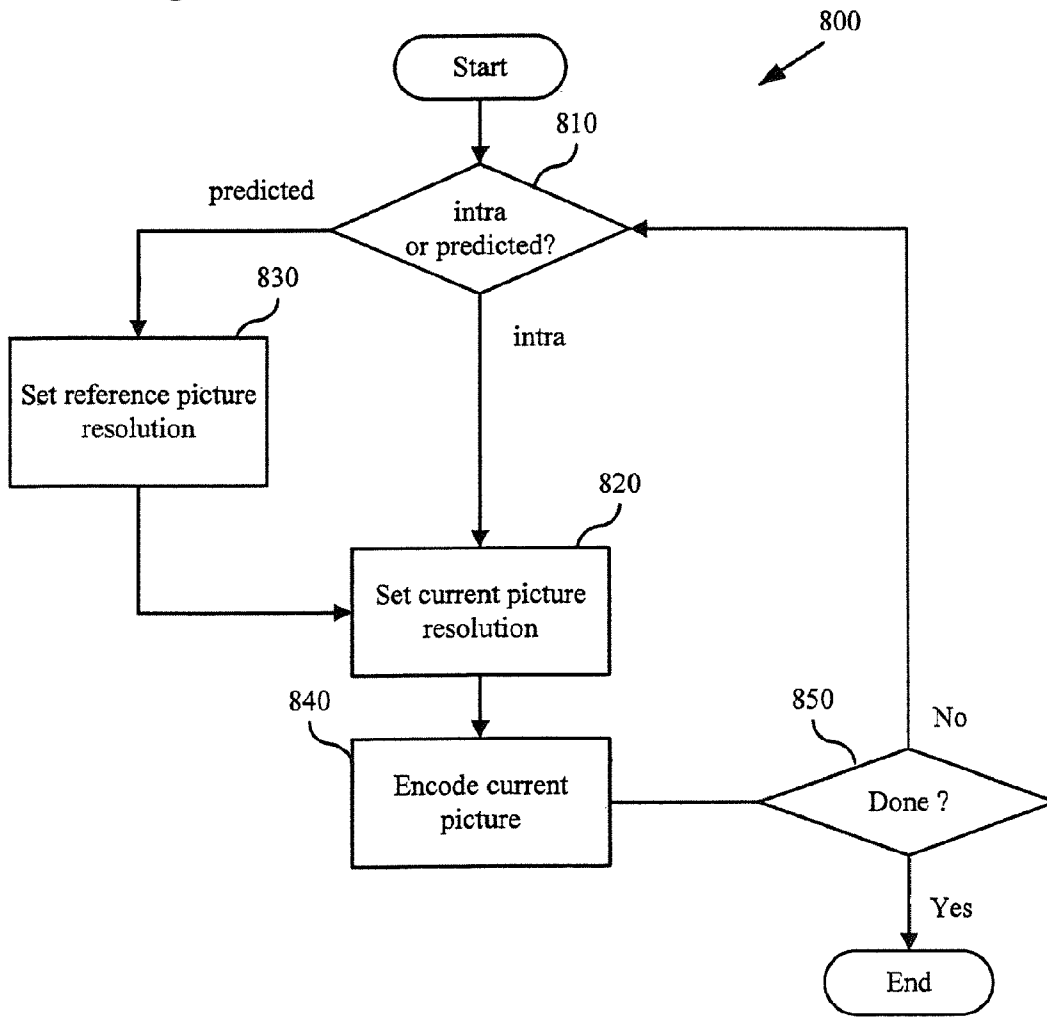 800
Start
810
predicted
intra
or predicted?
830
intra
Set reference picture
resolution
820
Set current picture
resolution
840
850
No
Encode current
picture
Done ?
Yes
End